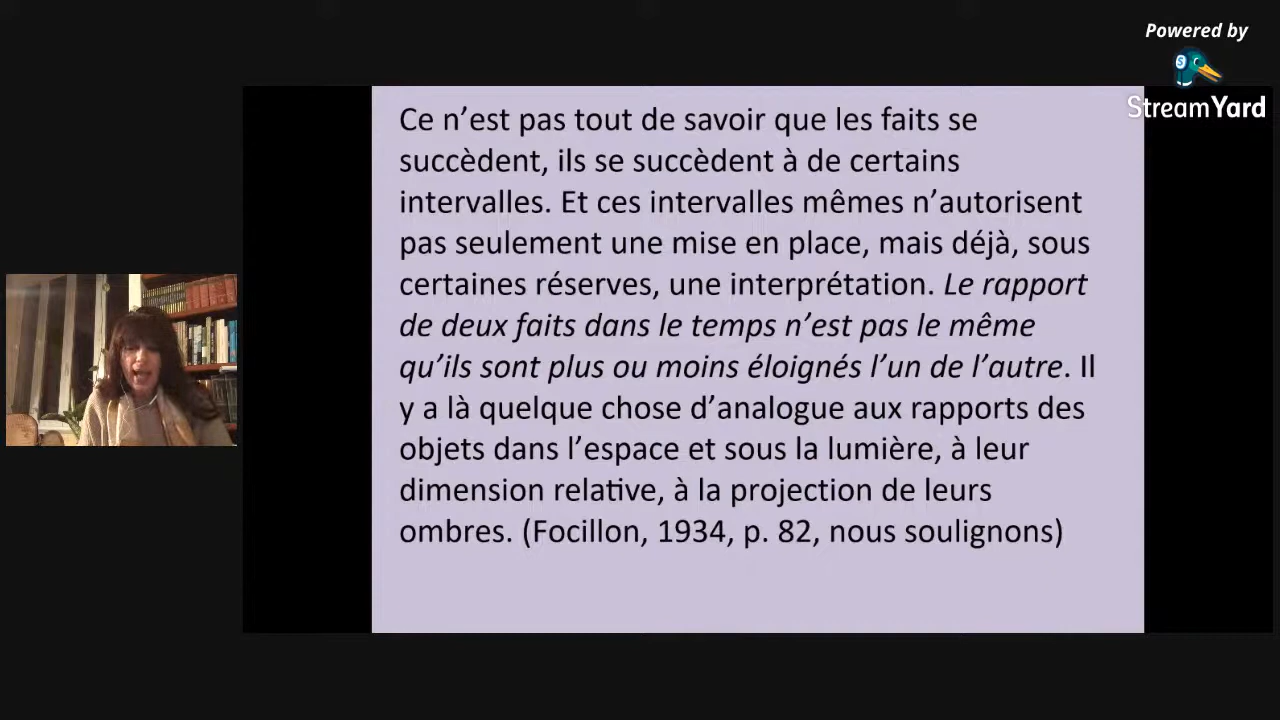 Powered by
StreamYard
Ce n’est pas tout de savoir que les faits se
succèdent, ils se succèdent à de certains
intervalles. Et ces intervalles mêmes n’autorisent
pas seulement une mise en place, mais déjà, sous
certaines réserves, une interprétation. Le rapport
de deux faits dans le temps n’est pas le même
qu’ils sont plus ou moins éloignés l’un de l’autre. Il
y a là quelque chose d’analogue aux rapports des
objets dans l’espace et sous la lumière, à leur
dimension relative, à la projection de leurs
ombres. (Focillon, 1934, p. 82, nous soulignons)